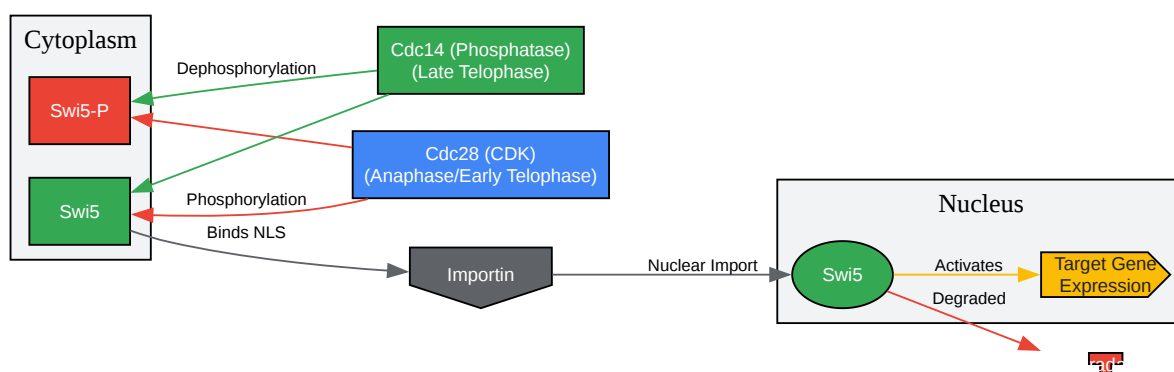 Cytoplasm
Swi5-P
Swi5
Dephosphorylation
Cdc14 (Phosphatase)
(Late Telophase)
Cdc28 (CDK)
(Anaphase/Early Telophase)
Phosphorylation
Binds NLS
Importin
Nuclear Import
Nucleus
Swi5
Activates
Target Gene
Expression
Degraded